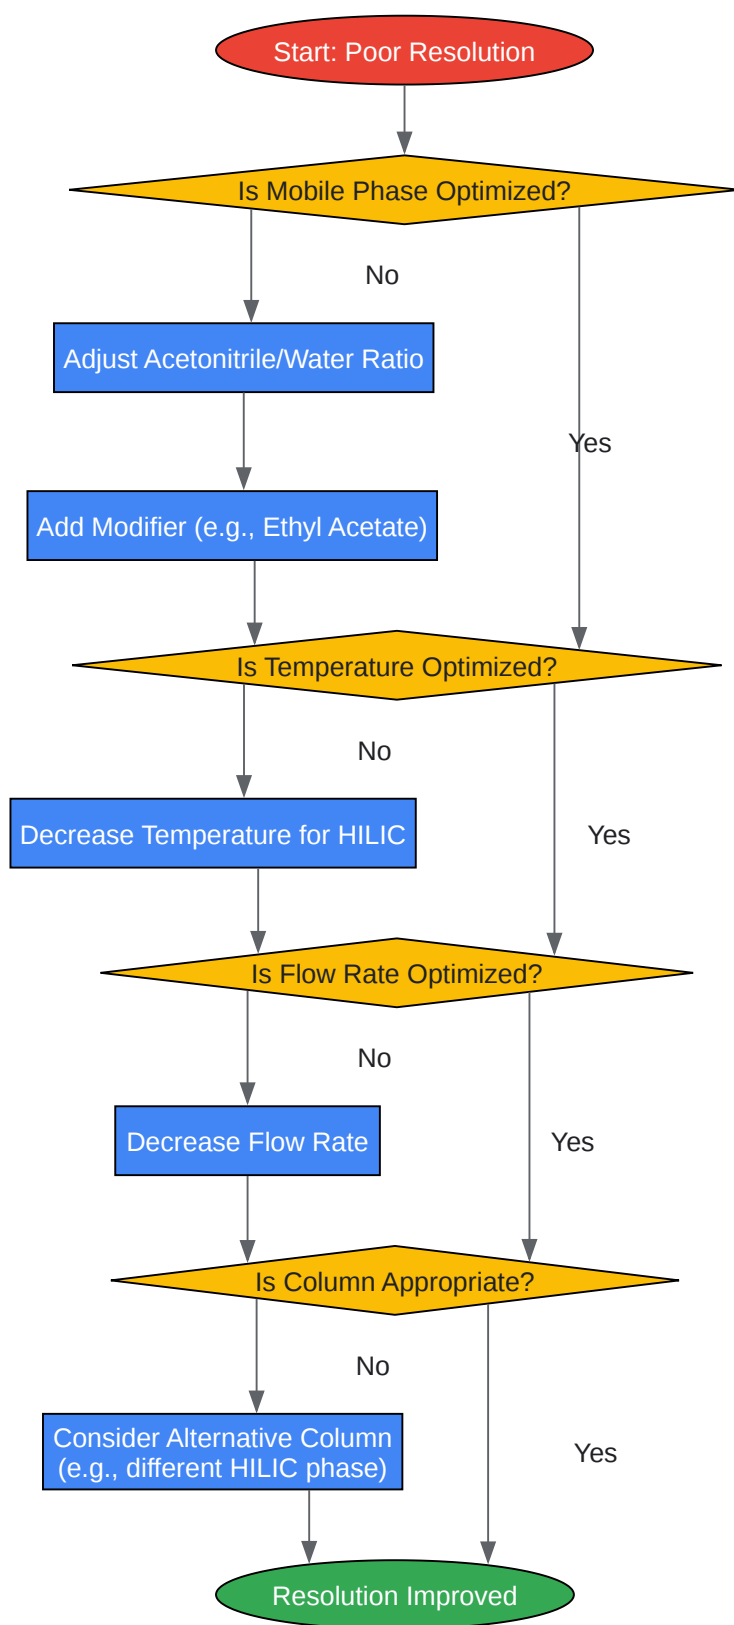 Start: Poor Resolution
Is Mobile Phase Optimized?
No
Adjust Acetonitrile/Water Ratio
Yes
Add Modifier (e.g., Ethyl Acetate)
Is Temperature Optimized?
No
Decrease Temperature for HILIC
Yes
Is Flow Rate Optimized?
No
Decrease Flow Rate
Yes
Is Column Appropriate?
No
Consider Alternative Column
(e.g., different HILIC phase)
Yes
Resolution Improved